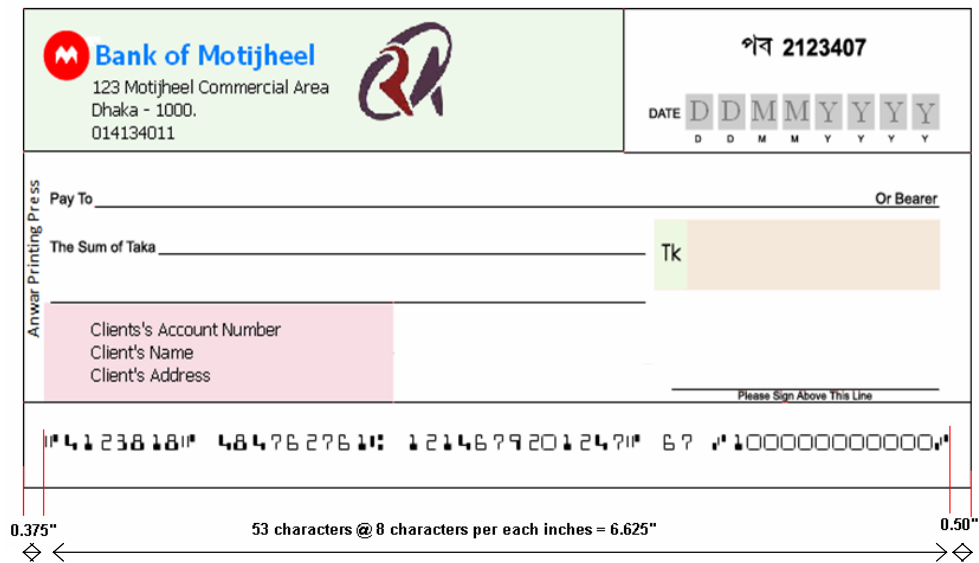 Bank of Motijheel
123 Motijheel Commercial Area
Dhaka - 1000.
014134011
পব 2123407
DATE D D M M Y Y Y Y
D D M M Y Y Y Y
Anwar Printing Press
Pay To Or Bearer
The Sum of Taka
Tk
Clients's Account Number
Client's Name
Client's Address
Please Sign Above This Line
⑈4123818⑈ 484762761⑆ 1214679201247⑈ 67 ⑇100000000000⑇
0.375" 53 characters @ 8 characters per each inches = 6.625" 0.50"